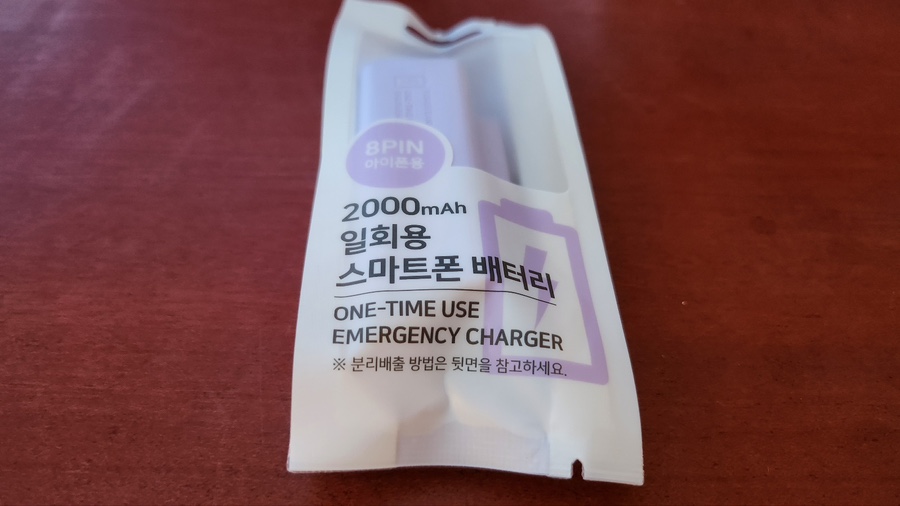 8PIN
아이폰용
2000mAh
일회용
스마트폰 배터리
ONE-TIME USE
EMERGENCY CHARGER
※ 분리배출 방법은 뒷면을 참고하세요.